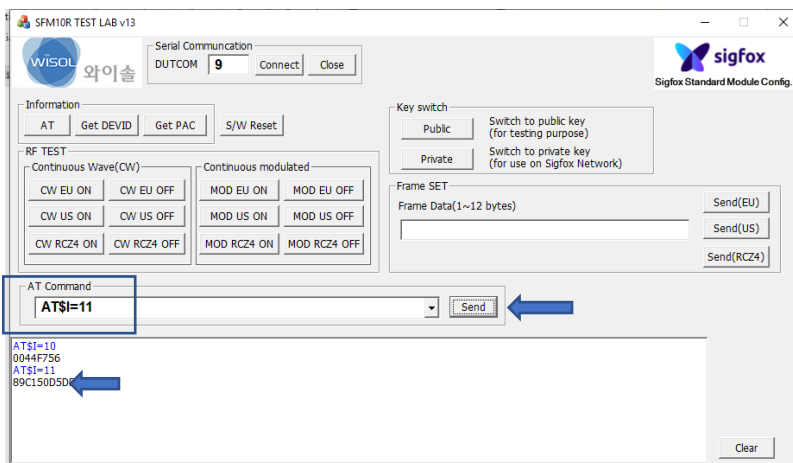 SFM10R TEST LAB v13
WISOL 와이솔
Serial Communcation
DUTCOM 9 Connect Close
sigfox
Sigfox Standard Module Config.
Information
AT Get DEVID Get PAC S/W Reset
Key switch
Public Switch to public key
(for testing purpose)
Private Switch to private key
(for use on Sigfox Network)
RF TEST
Continuous Wave(CW)
CW EU ON CW EU OFF
CW US ON CW US OFF
CW RCZ4 ON CW RCZ4 OFF
Continuous modulated
MOD EU ON MOD EU OFF
MOD US ON MOD US OFF
MOD RCZ4 ON MOD RCZ4 OFF
Frame SET
Frame Data(1~12 bytes)
Send(EU)
Send(US)
Send(RCZ4)
AT Command
AT$I=11 Send
AT$I=10
0044F756
AT$I=11
Clear